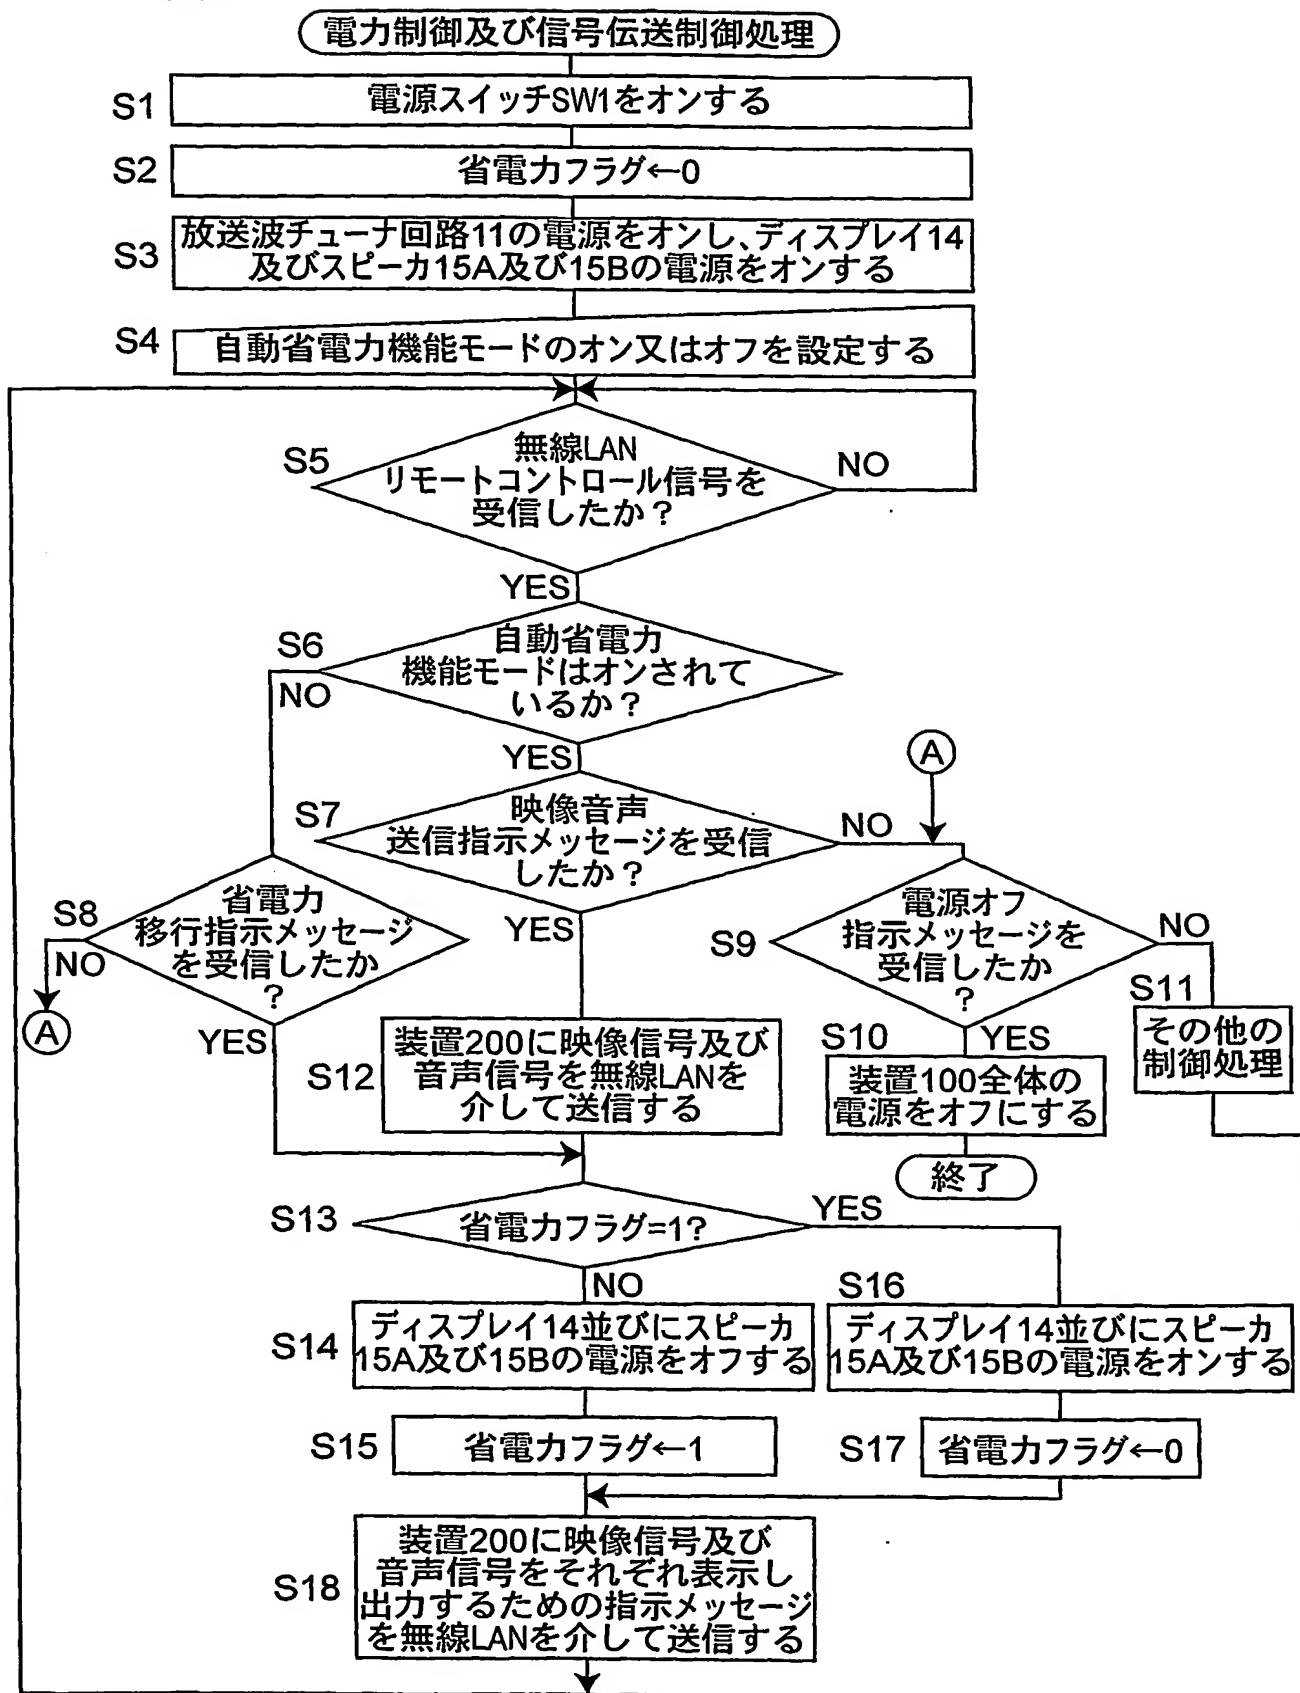 電力制御及び信号伝送制御処理
S1
電源スイッチSW1をオンする
S2
省電力フラグ←0
S3
放送波チューナ回路11の電源をオンし、ディスプレイ14
及びスピーカ15A及び15Bの電源をオンする
S4
自動省電力機能モードのオン又はオフを設定する
S5
無線LAN
リモートコントロール信号を
受信したか？
NO
YES
S6
自動省電力
機能モードはオンされて
いるか？
NO
YES
S7
映像音声
送信指示メッセージを受信
したか？
NO
YES
A
S8
省電力
移行指示メッセージ
を受信したか
？
NO
A
YES
S9
電源オフ
指示メッセージを
受信したか
？
NO
YES
S10
装置100全体の
電源をオフにする
終了
S11
その他の
制御処理
S12
装置200に映像信号及び
音声信号を無線LANを
介して送信する
S13
省電力フラグ=1?
YES
NO
S14
ディスプレイ14並びにスピーカ
15A及び15Bの電源をオフする
S16
ディスプレイ14並びにスピーカ
15A及び15Bの電源をオンする
S15
省電力フラグ←1
S17
省電力フラグ←0
S18
装置200に映像信号及び
音声信号をそれぞれ表示し
出力するための指示メッセージ
を無線LANを介して送信する